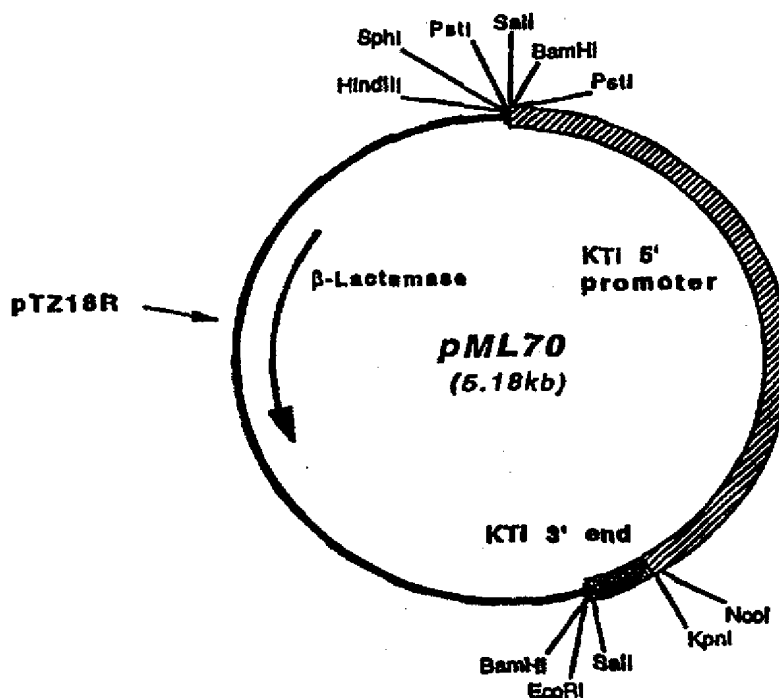 SphI
PstI
SalI
BamHI
HindIII
PstI
KTi 5'
promoter
β-Lactamase
pTZ18R
pML70
(5.18kb)
KTi 3' end
NcoI
KpnI
BamHI
SalI
EcoRI